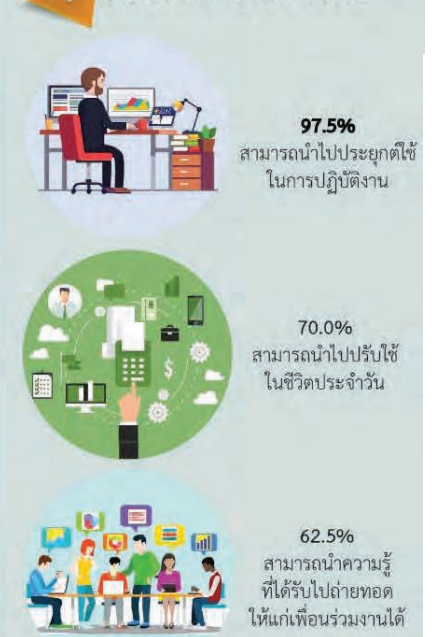 97.5%
สามารถนำไปประยุกต์ใช้
ในการปฏิบัติงาน
70.0%
สามารถนำไปปรับใช้
ในชีวิตประจำวัน
62.5%
สามารถนำความรู้
ที่ได้รับไปถ่ายทอด
ให้แก่เพื่อนร่วมงานได้